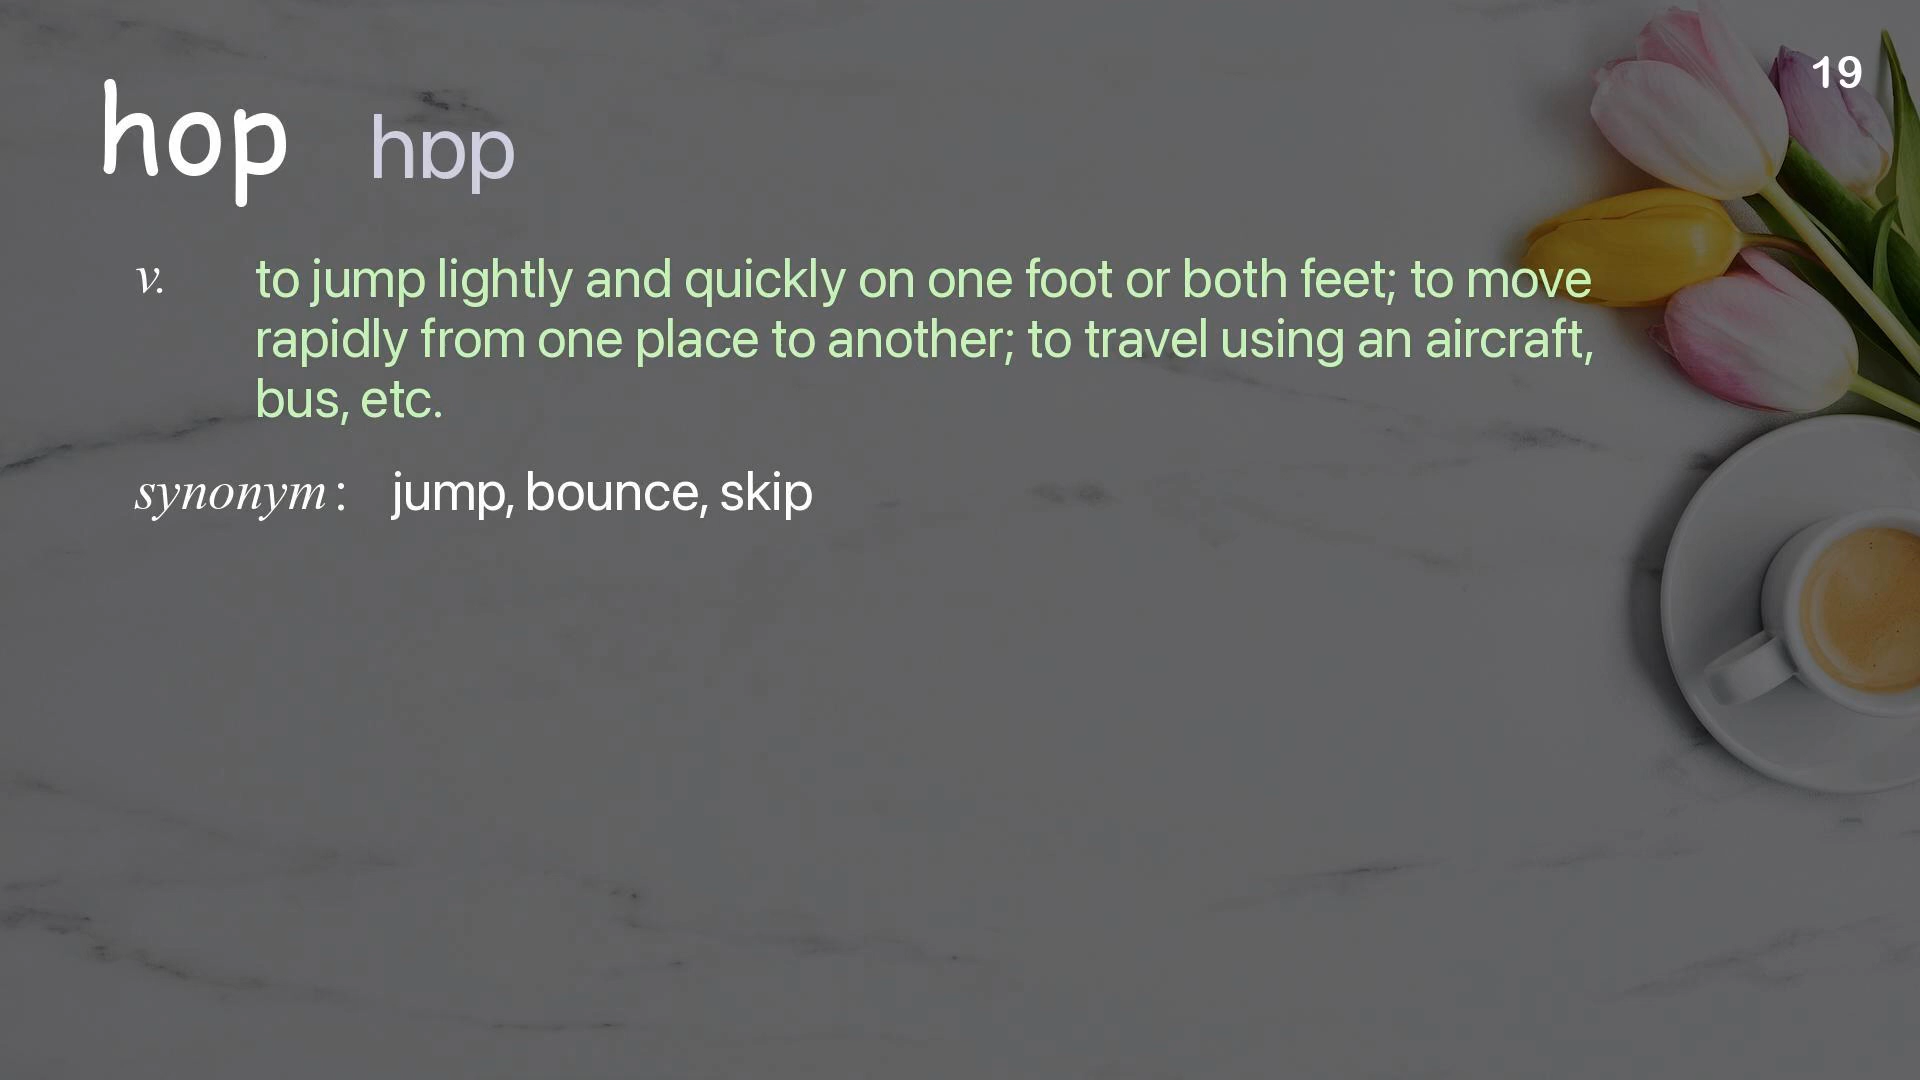 19
hop hɒp
v. to jump lightly and quickly on one foot or both feet; to move
rapidly from one place to another; to travel using an aircraft,
bus, etc.
synonym : jump, bounce, skip